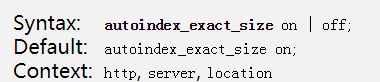 Syntax: autoindex_exact_size on | off;
Default: autoindex_exact_size on;
Context: http, server, location